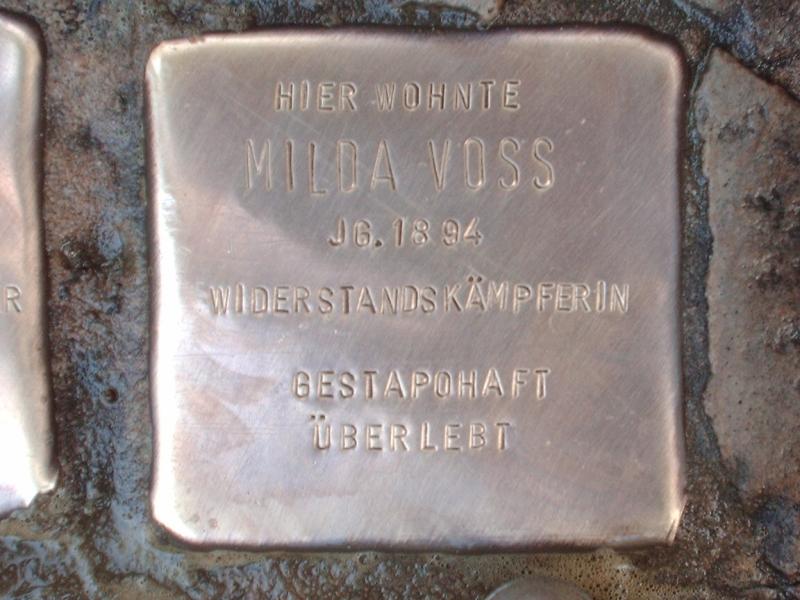 HIER WOHNTE
MILDA VOSS
JG. 1894
WIDERSTANDSKÄMPFERIN
GESTAPOHAFT
ÜBERLEBT